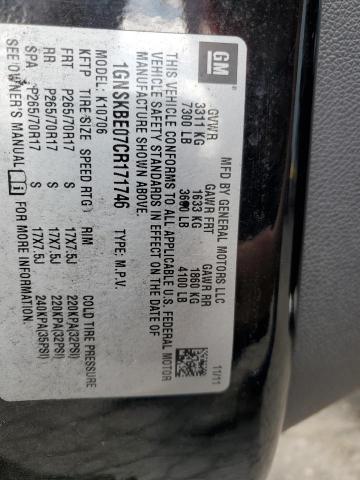 GM
MFD BY GENERAL MOTORS LLC
11/11
GVWR GAWR FRT GAWR RR
3311 KG 1633 KG 1860 KG
7300 LB 3600 LB 4100 LB
THIS VEHICLE CONFORMS TO ALL APPLICABLE U.S. FEDERAL MOTOR
VEHICLE SAFETY AND THEFT PREVENTION STANDARDS IN EFFECT ON THE DATE OF
MANUFACTURE SHOWN ABOVE.
1GNSKBE07CR171746 TYPE: M.P.V.
K10706
KFTP TIRE SIZE SPEED RTG RIM COLD TIRE PRESSURE
FRT P265/70R17 S 17X7.5J 220KPA(32PSI)
RR P265/70R17 S 17X7.5J 220KPA(32PSI)
SPA P265/70R17 S 17X7.5J 240KPA(35PSI)
SEE OWNER'S MANUAL i FOR MORE INFORMATION.